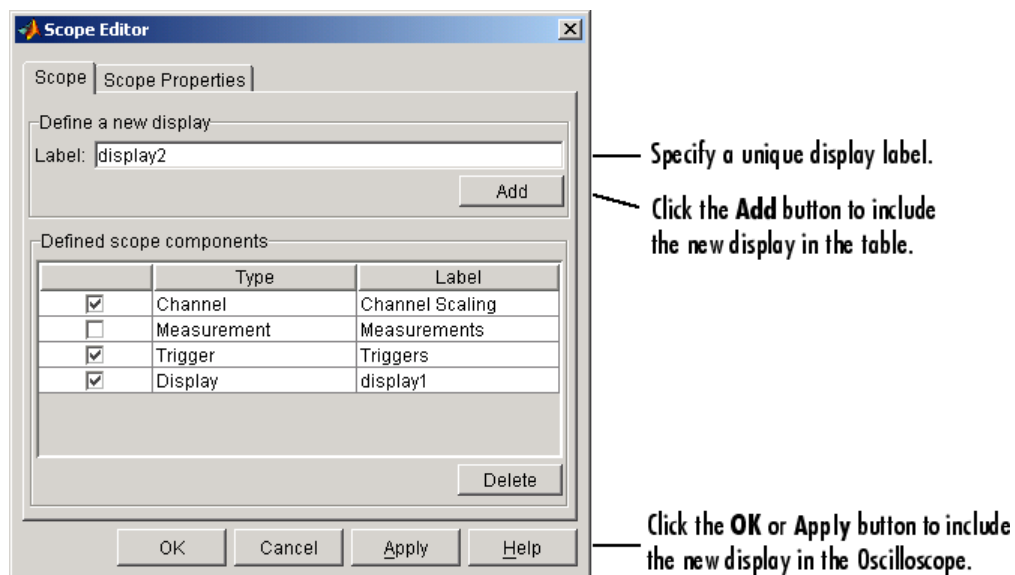 Scope Editor
Scope
Scope Properties
Define a new display
Label: display2
Add
Specify a unique display label.
Click the Add button to include
the new display in the table.
Defined scope components
Type Label
Channel Channel Scaling
Measurement Measurements
Trigger Triggers
Display display1
Delete
OK Cancel Apply Help
Click the OK or Apply button to include
the new display in the Oscilloscope.